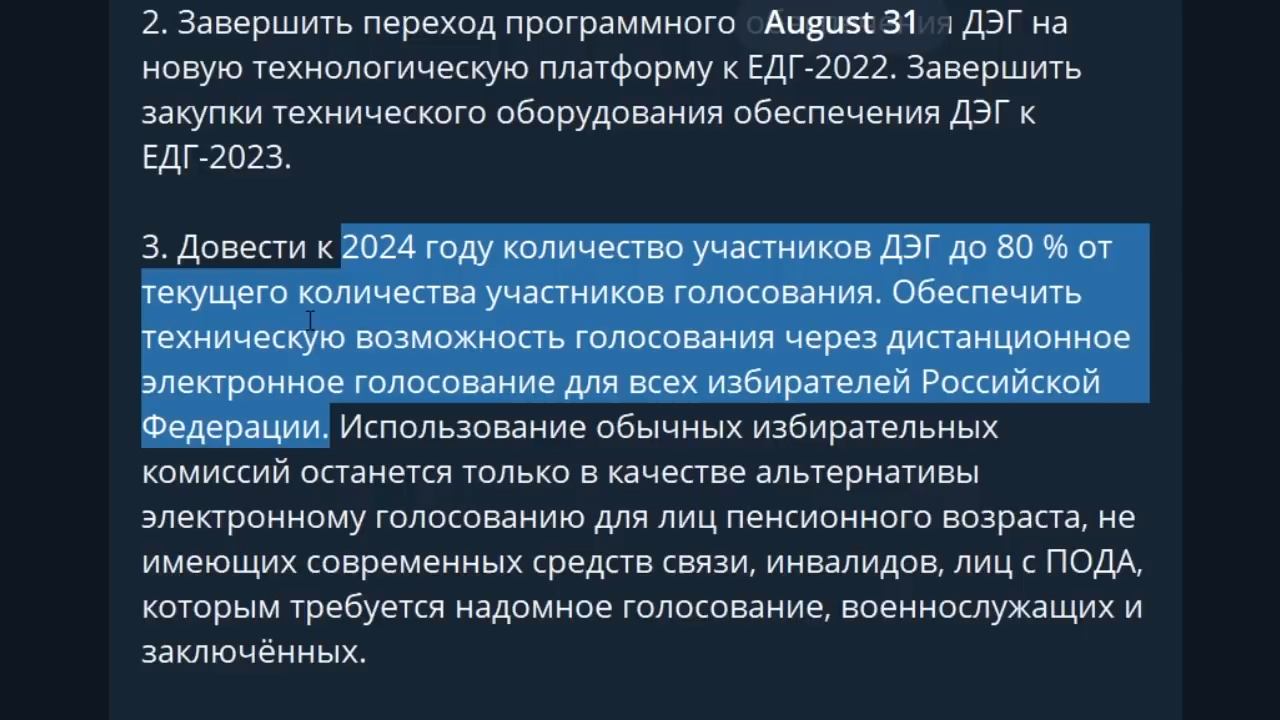 2. Завершить переход программного ДЭГ на
August 31
новую технологическую платформу к ЕДГ-2022. Завершить
закупки технического оборудования обеспечения ДЭГ к
ЕДГ-2023.
3. Довести к 2024 году количество участников ДЭГ до 80 % от
текущего количества участников голосования. Обеспечить
техническую возможность голосования через дистанционное
электронное голосование для всех избирателей Российской
Федерации. Использование обычных избирательных
комиссий останется только в качестве альтернативы
электронному голосованию для лиц пенсионного возраста, не
имеющих современных средств связи, инвалидов, лиц с ПОДА,
которым требуется надомное голосование, военнослужащих и
заключённых.